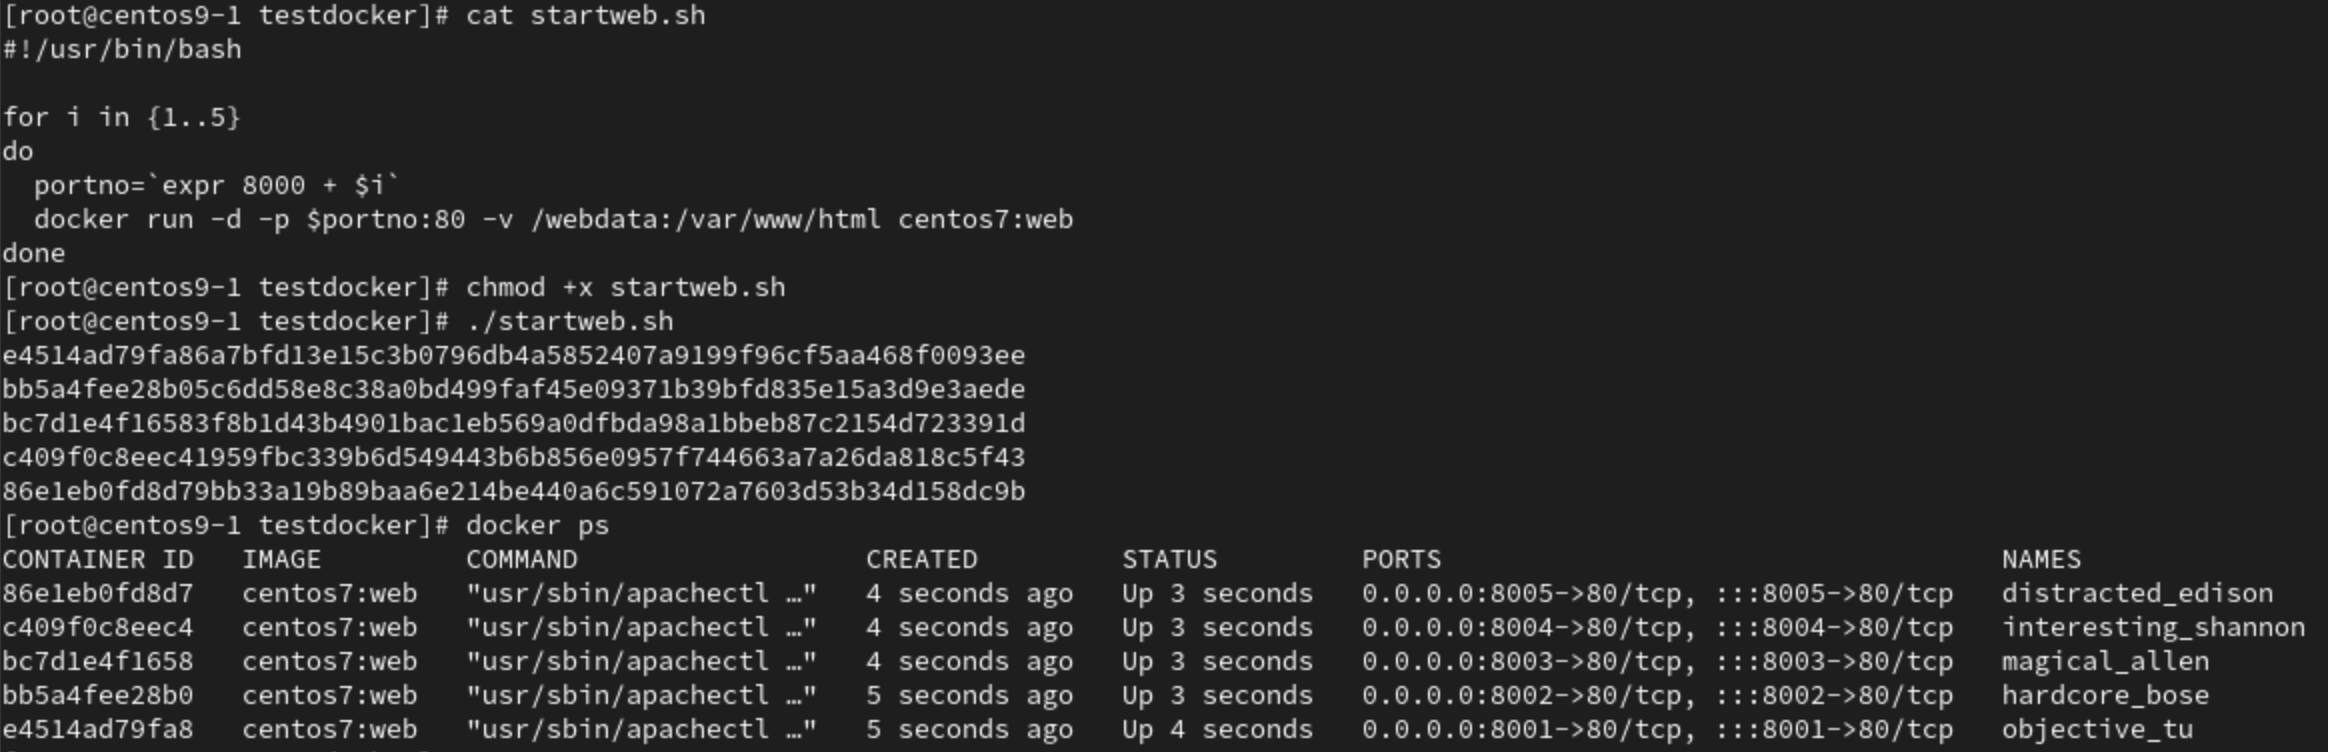 [root@centos9-1 testdocker]# cat startweb.sh
#!/usr/bin/bash
for i in {1..5}
do
  portno=`expr 8000 + $i`
  docker run -d -p $portno:80 -v /webdata:/var/www/html centos7:web
done
[root@centos9-1 testdocker]# chmod +x startweb.sh
[root@centos9-1 testdocker]# ./startweb.sh
e4514ad79fa86a7bfd13e15c3b0796db4a5852407a9199f96cf5aa468f0093ee
bb5a4fee28b05c6dd58e8c38a0bd499faf45e09371b39bfd835e15a3d9e3aede
bc7d1e4f16583f8b1d43b4901bac1eb569a0dfbda98a1bbeb87c2154d723391d
c409f0c8eec41959fbc339b6d549443b6b856e0957f744663a7a26da818c5f43
86e1eb0fd8d79bb33a19b89baa6e214be440a6c591072a7603d53b34d158dc9b
[root@centos9-1 testdocker]# docker ps
CONTAINER ID   IMAGE         COMMAND                  CREATED         STATUS         PORTS                                   NAMES
86e1eb0fd8d7   centos7:web   "usr/sbin/apachectl …"   4 seconds ago   Up 3 seconds   0.0.0.0:8005->80/tcp, :::8005->80/tcp   distracted_edison
c409f0c8eec4   centos7:web   "usr/sbin/apachectl …"   4 seconds ago   Up 3 seconds   0.0.0.0:8004->80/tcp, :::8004->80/tcp   interesting_shannon
bc7d1e4f1658   centos7:web   "usr/sbin/apachectl …"   4 seconds ago   Up 3 seconds   0.0.0.0:8003->80/tcp, :::8003->80/tcp   magical_allen
bb5a4fee28b0   centos7:web   "usr/sbin/apachectl …"   5 seconds ago   Up 3 seconds   0.0.0.0:8002->80/tcp, :::8002->80/tcp   hardcore_bose
e4514ad79fa8   centos7:web   "usr/sbin/apachectl …"   5 seconds ago   Up 4 seconds   0.0.0.0:8001->80/tcp, :::8001->80/tcp   objective_tu